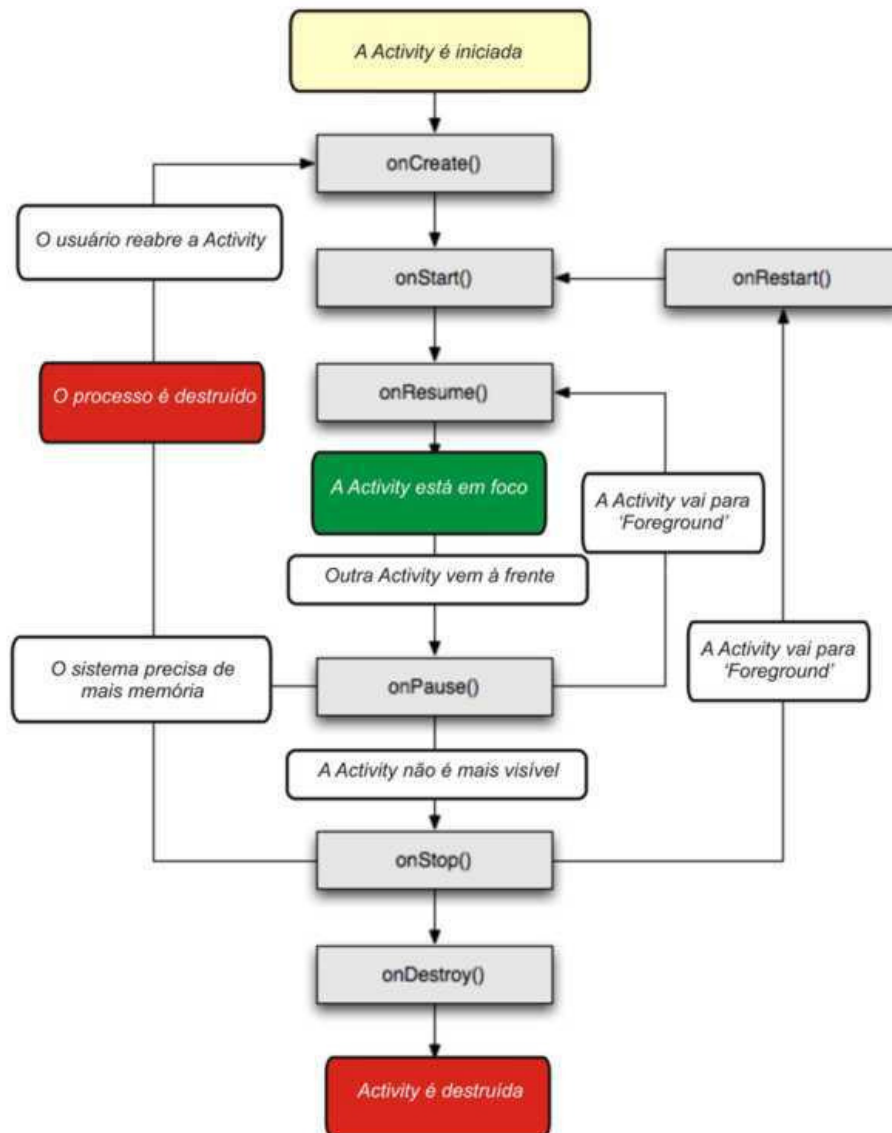 A Activity é iniciada
onCreate()
O usuário reabre a Activity
onStart()
onRestart()
O processo é destruído
onResume()
A Activity está em foco
A Activity vai para
‘Foreground’
Outra Activity vem à frente
O sistema precisa de
mais memória
onPause()
A Activity vai para
‘Foreground’
A Activity não é mais visível
onStop()
onDestroy()
Activity é destruída